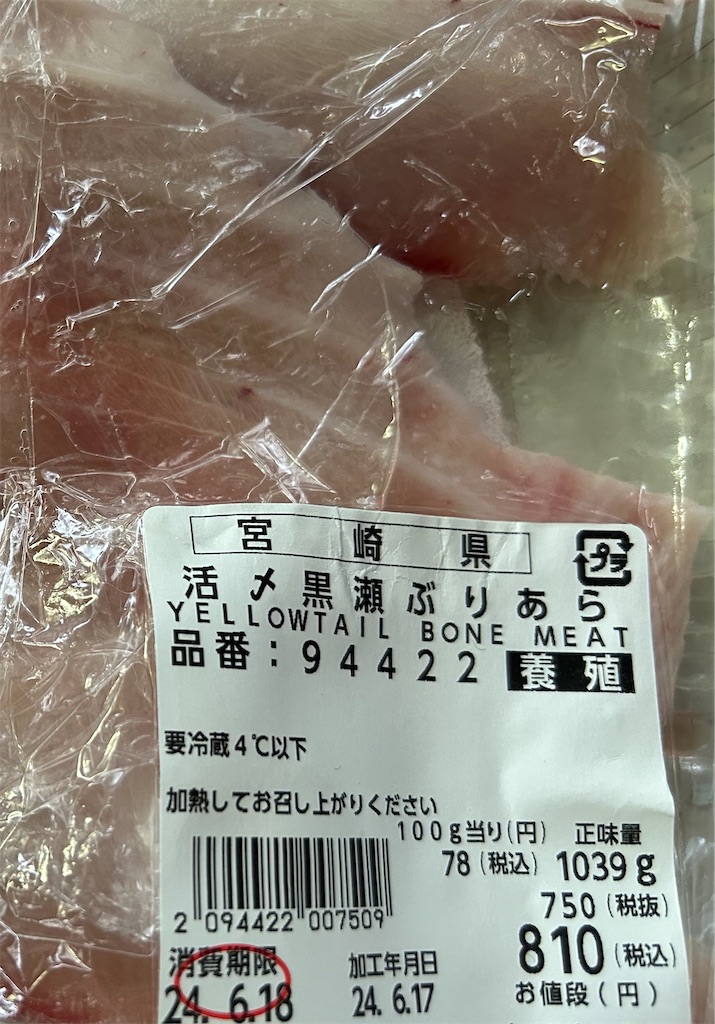 宮崎県
プラ
活〆黒瀬ぶりあら
YELLOWTAIL BONE MEAT
品番：94422 養殖
要冷蔵4℃以下
加熱してお召し上がりください
100g当り(円) 正味量
78(税込) 1039g
750(税抜)
810(税込)
お値段(円)
2 094422 007509
消費期限 加工年月日
24. 6.18 24. 6.17